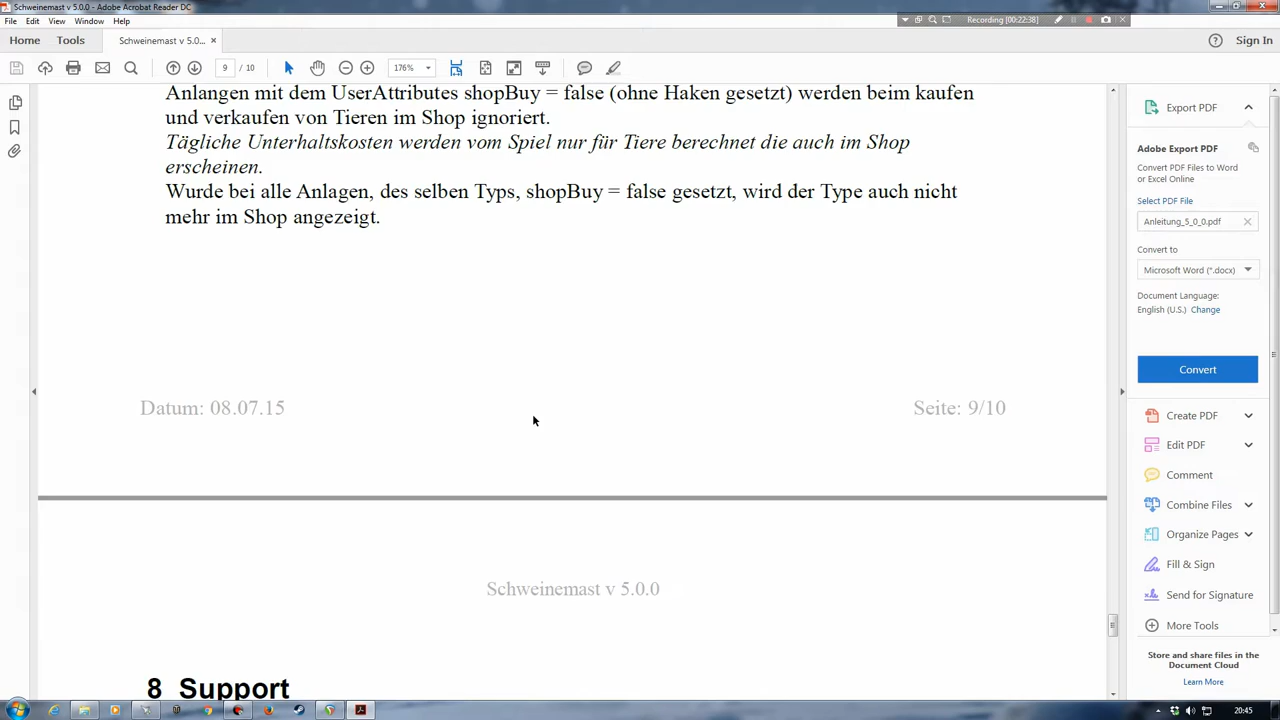 Schweinemast v 5.0.0 - Adobe Acrobat Reader DC
File Edit View Window Help
Recording [00:22:38]
Home Tools Schweinemast v 5.0... × Sign In
9 / 10 176%
Anlangen mit dem UserAttributes shopBuy = false (ohne Haken gesetzt) werden beim kaufen
und verkaufen von Tieren im Shop ignoriert.
Tägliche Unterhaltskosten werden vom Spiel nur für Tiere berechnet die auch im Shop
erscheinen.
Wurde bei alle Anlagen, des selben Typs, shopBuy = false gesetzt, wird der Type auch nicht
mehr im Shop angezeigt.
Datum: 08.07.15 Seite: 9/10
Schweinemast v 5.0.0
8 Support
Export PDF
Adobe Export PDF
Convert PDF Files to Word
or Excel Online
Select PDF File
Anleitung_5_0_0.pdf
Convert to
Microsoft Word (*.docx)
Document Language:
English (U.S.) Change
Convert
Create PDF
Edit PDF
Comment
Combine Files
Organize Pages
Fill & Sign
Send for Signature
More Tools
Store and share files in the
Document Cloud
Learn More
20:45